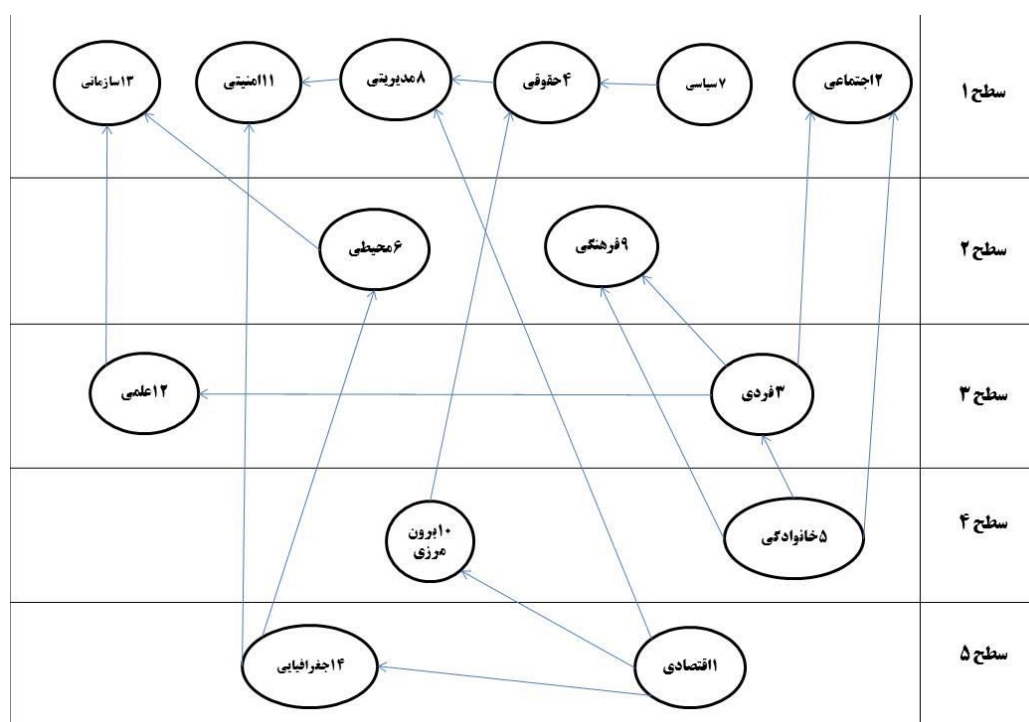 سطح ۱
۲اجتماعی
۷سیاسی
۴حقوقی
۸مدیریتی
۱۱امنیتی
۱۳سازمانی
سطح ۲
۹فرهنگی
۶محیطی
سطح ۳
۳فردی
۱۲علمی
سطح ۴
۵خانوادگی
۱۰برون
مرزی
سطح ۵
۱اقتصادی
۱۴جغرافیایی